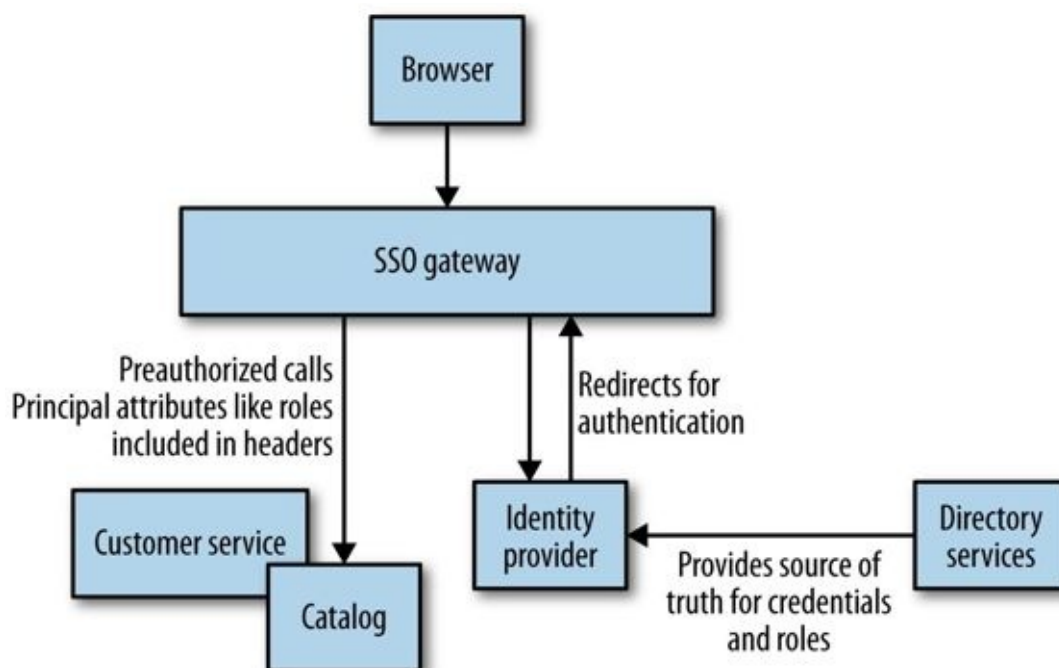 Browser
SSO gateway
Preauthorized calls
Principal attributes like roles
included in headers
Redirects for
authentication
Customer service
Catalog
Identity
provider
Directory
services
Provides source of
truth for credentials
and roles